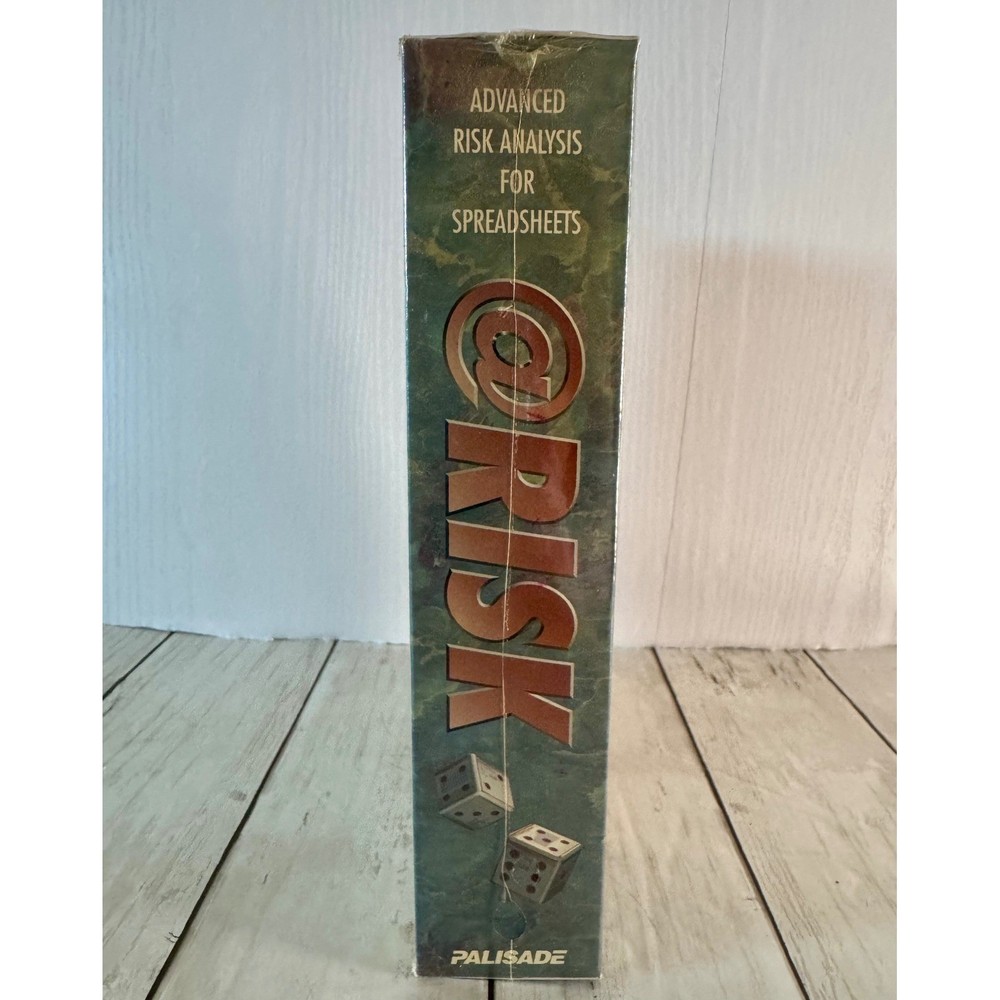 ADVANCED
RISK ANALYSIS
FOR
SPREADSHEETS
@RISK
PALISADE